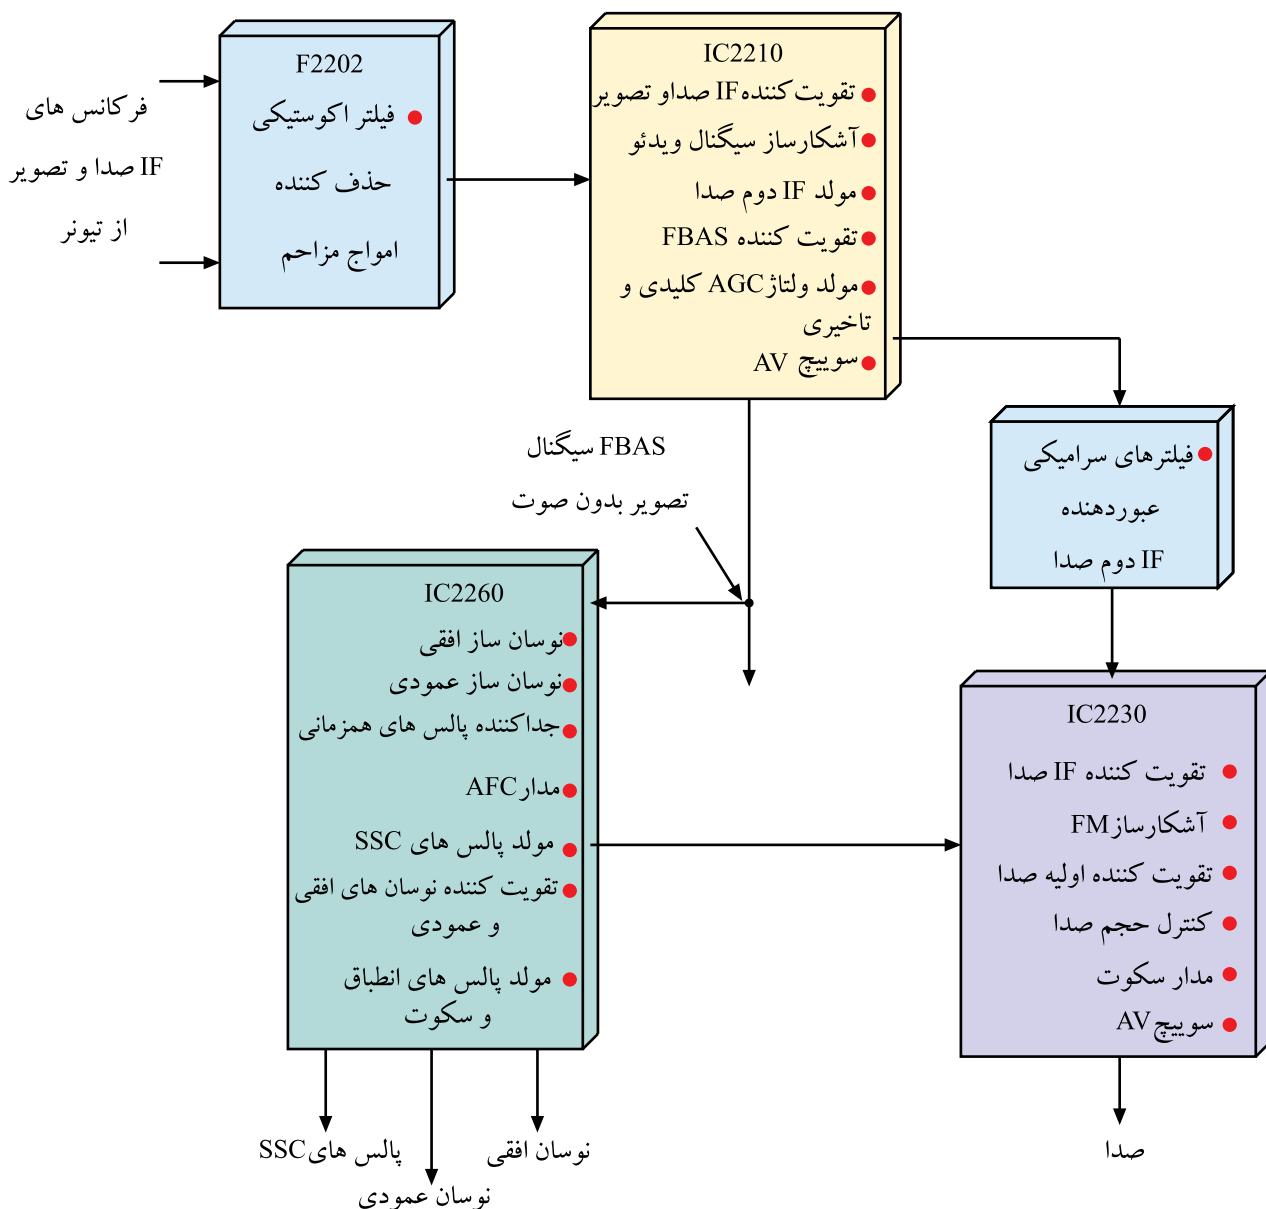 فرکانس های
IF صدا و تصویر
از تیونر
F2202
فیلتر اکوستیکی
حذف کننده
امواج مزاحم
IC2210
تقویت‌کننده IF صداو تصویر
آشکارساز سیگنال ویدئو
مولد IF دوم صدا
تقویت کننده FBAS
مولد ولتاژ AGC کلیدی و
تاخیری
سوییچ AV
سیگنال FBAS
تصویر بدون صوت
فیلترهای سرامیکی
عبوردهنده
IF دوم صدا
IC2260
نوسان ساز افقی
نوسان ساز عمودی
جداکننده پالس های همزمانی
مدار AFC
مولد پالس های SSC
تقویت کننده نوسان های افقی
و عمودی
مولد پالس های انطباق
و سکوت
IC2230
تقویت کننده IF صدا
آشکارساز FM
تقویت کننده اولیه صدا
کنترل حجم صدا
مدار سکوت
سوییچ AV
نوسان افقی
پالس های SSC
نوسان عمودی
صدا